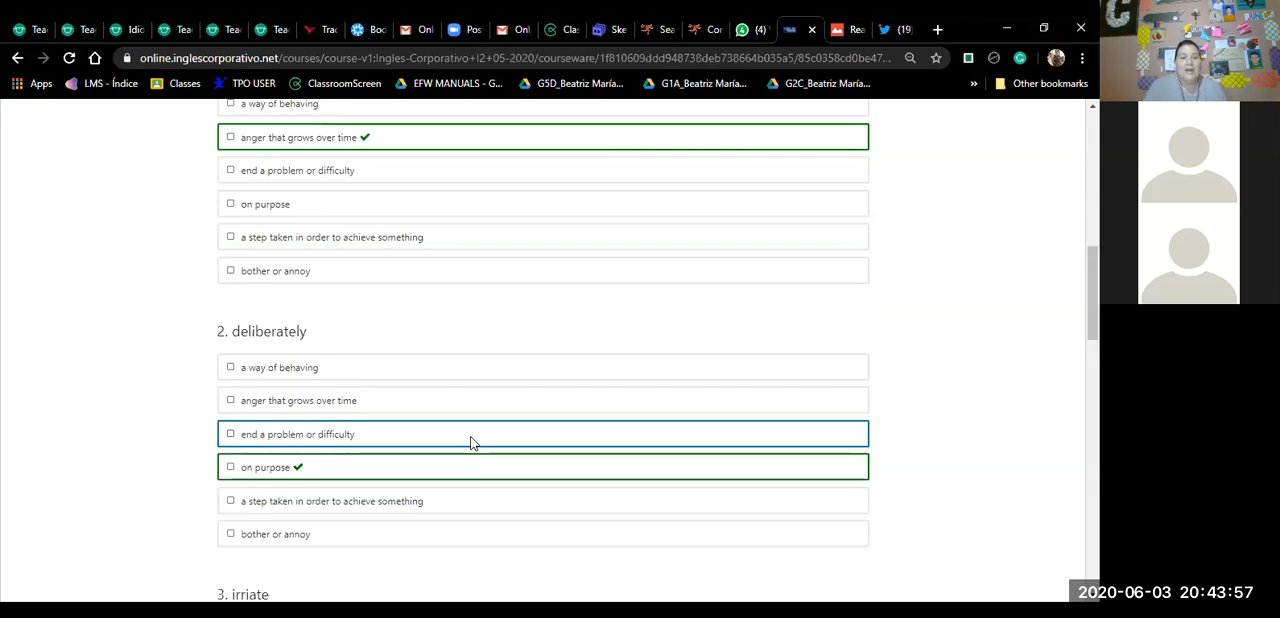 Tea Tea Idio Tea Tea Tea Trac Boo Onl Pos Onl Clas Ske Sea Cor (4) Rea (19)
online.inglescorporativo.net/courses/course-v1:Ingles-Corporativo+I2+05-2020/courseware/1f810609ddd948738deb738664b035a5/85c0358cd0be47...
Apps LMS - Índice Classes TPO USER ClassroomScreen EFW MANUALS - G... G5D_Beatriz María... G1A_Beatriz María... G2C_Beatriz María... » Other bookmarks
a way of behaving
anger that grows over time
end a problem or difficulty
on purpose
a step taken in order to achieve something
bother or annoy
2. deliberately
a way of behaving
anger that grows over time
end a problem or difficulty
on purpose
a step taken in order to achieve something
bother or annoy
3. irriate
2020-06-03 20:43:57